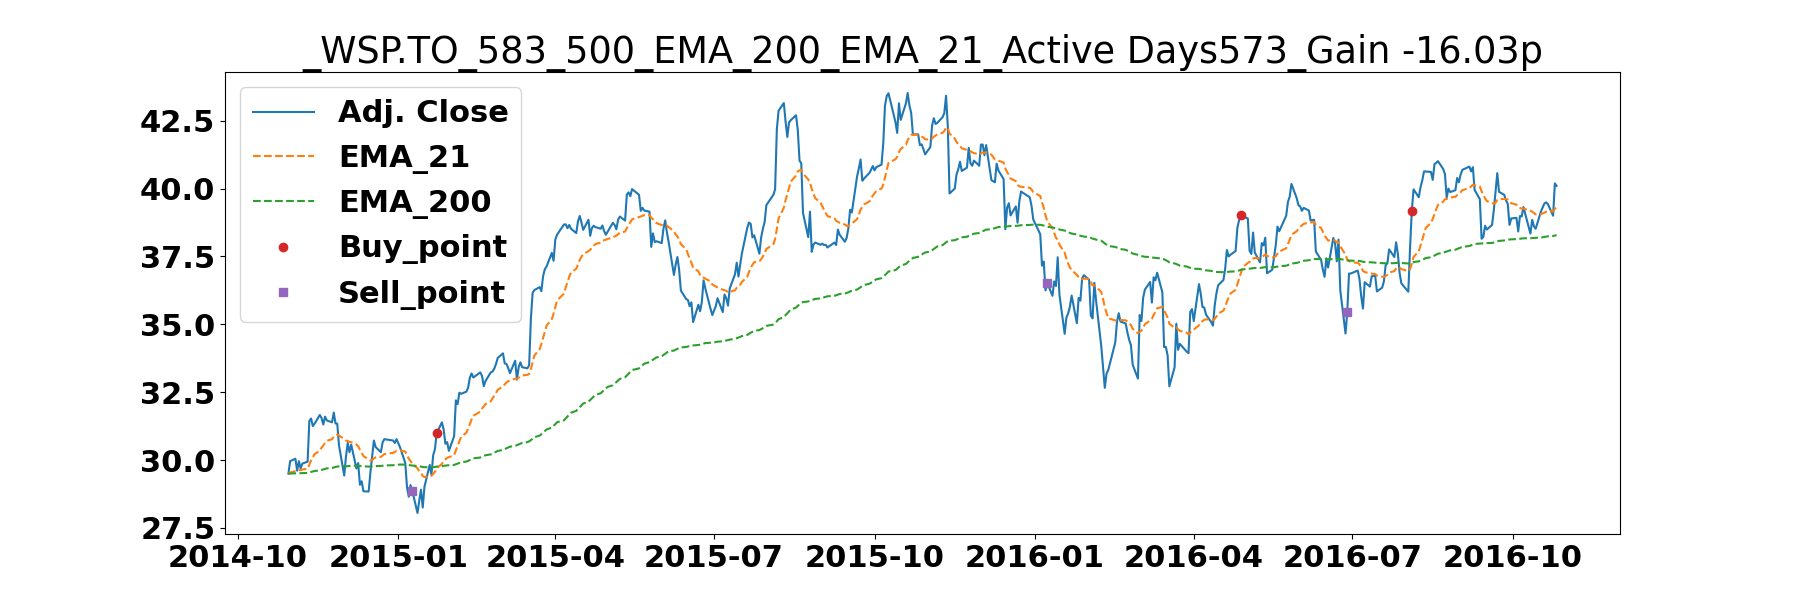 _WSP.TO_583_500_EMA_200_EMA_21_Active Days573_Gain -16.03p
Adj. Close
EMA_21
EMA_200
Buy_point
Sell_point
42.5
40.0
37.5
35.0
32.5
30.0
27.5
2014-10 2015-01 2015-04 2015-07 2015-10 2016-01 2016-04 2016-07 2016-10